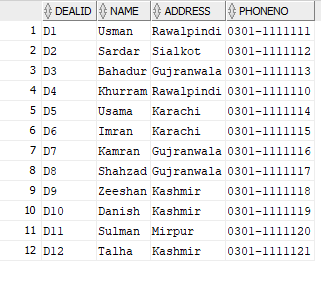 DEALID NAME ADDRESS PHONENO
1 D1 Usman Rawalpindi 0301-1111111
2 D2 Sardar Sialkot 0301-1111112
3 D3 Bahadur Gujranwala 0301-1111113
4 D4 Khurram Rawalpindi 0301-1111110
5 D5 Usama Karachi 0301-1111114
6 D6 Imran Karachi 0301-1111115
7 D7 Kamran Gujranwala 0301-1111116
8 D8 Shahzad Gujranwala 0301-1111117
9 D9 Zeeshan Kashmir 0301-1111118
10 D10 Danish Kashmir 0301-1111119
11 D11 Sulman Mirpur 0301-1111120
12 D12 Talha Kashmir 0301-1111121